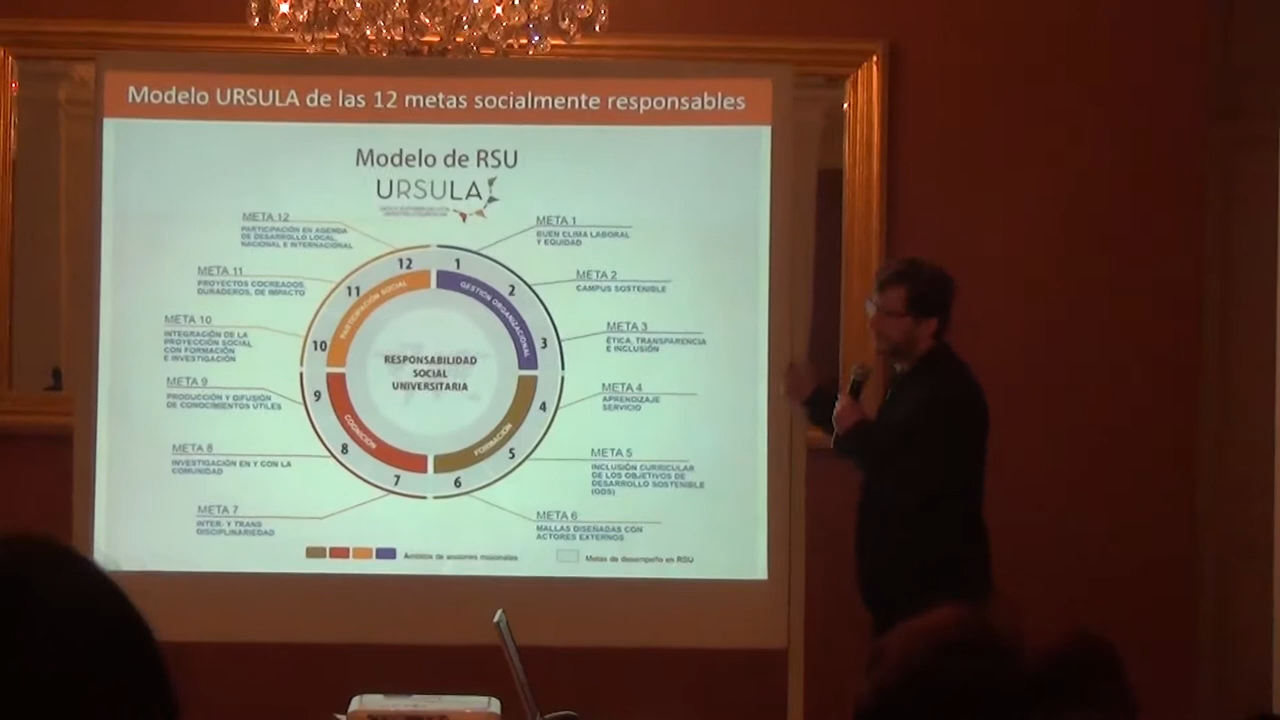 Modelo URSULA de las 12 metas socialmente responsables
Modelo de RSU
URSULA
META 12
PARTICIPACIÓN EN AGENDA
DE DESARROLLO LOCAL,
NACIONAL E INTERNACIONAL
META 1
BUEN CLIMA LABORAL
Y EQUIDAD
META 11
PROYECTOS COCREADOS,
DURADEROS, DE IMPACTO
META 2
CAMPUS SOSTENIBLE
META 10
INTEGRACIÓN DE LA
PROYECCIÓN SOCIAL
CON FORMACIÓN
E INVESTIGACIÓN
META 3
ÉTICA, TRANSPARENCIA
E INCLUSIÓN
META 9
PRODUCCIÓN Y DIFUSIÓN
DE CONOCIMIENTOS UTILES
META 4
APRENDIZAJE
SERVICIO
META 8
INVESTIGACIÓN EN Y CON LA
COMUNIDAD
META 5
INCLUSIÓN CURRICULAR
DE LOS OBJETIVOS DE
DESARROLLO SOSTENIBLE
(ODS)
META 7
INTER- Y TRANS
DISCIPLINARIEDAD
META 6
MALLAS DISEÑADAS CON
ACTORES EXTERNOS
12
1
11
2
10
3
9
4
8
5
7
6
PARTICIPACIÓN SOCIAL
GESTIÓN ORGANIZACIONAL
COGNICIÓN
FORMACIÓN
RESPONSABILIDAD
SOCIAL
UNIVERSITARIA
Ámbitos de acciones misionales
Metas de desempeño en RSU